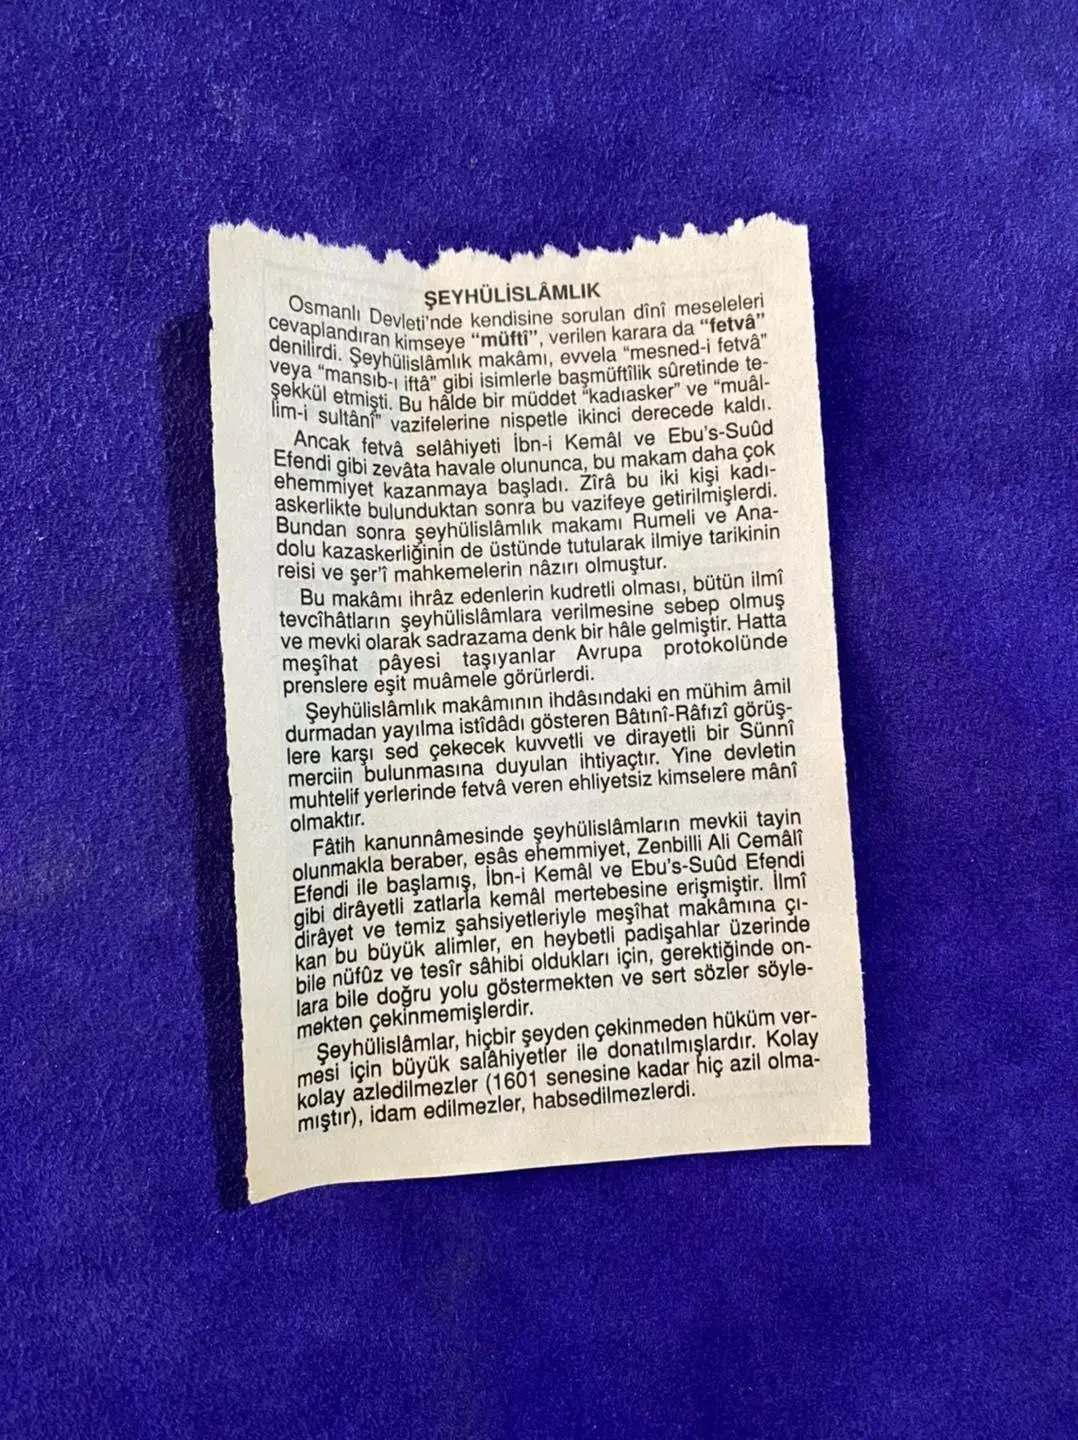 ŞEYHÜLİSLÂMLIK
Osmanlı Devleti'nde kendisine sorulan dînî meseleleri
cevaplandıran kimseye “müftî”, verilen karara da “fetvâ”
denilirdi. Şeyhülislâmlık makâmı, evvela “mesned-i fetvâ”
veya “mansıb-ı iftâ” gibi isimlerle başmüftîlik sûretinde te-
şekkül etmişti. Bu hâlde bir müddet “kadıasker” ve “muâl-
lim-i sultânî” vazifelerine nispetle ikinci derecede kaldı.
Ancak fetvâ selâhiyeti İbn-i Kemâl ve Ebu's-Suûd
Efendi gibi zevâta havale olununca, bu makam daha çok
ehemmiyet kazanmaya başladı. Zîrâ bu iki kişi kadı-
askerlikte bulunduktan sonra bu vazifeye getirilmişlerdi.
Bundan sonra şeyhülislâmlık makamı Rumeli ve Ana-
dolu kazaskerliğinin de üstünde tutularak ilmiye tarikinin
reisi ve şer'î mahkemelerin nâzırı olmuştur.
Bu makâmı ihrâz edenlerin kudretli olması, bütün ilmî
tevcîhâtların şeyhülislâmlara verilmesine sebep olmuş
ve mevki olarak sadrazama denk bir hâle gelmiştir. Hatta
meşîhat pâyesi taşıyanlar Avrupa protokolünde
prenslere eşit muâmele görürlerdi.
Şeyhülislâmlık makâmının ihdâsındaki en mühim âmil
durmadan yayılma istîdâdı gösteren Bâtınî-Râfızî görüş-
lere karşı sed çekecek kuvvetli ve dirayetli bir Sünnî
merciin bulunmasına duyulan ihtiyaçtır. Yine devletin
muhtelif yerlerinde fetvâ veren ehliyetsiz kimselere mânî
olmaktır.
Fâtih kanunnâmesinde şeyhülislâmların mevkii tayin
olunmakla beraber, esâs ehemmiyet, Zenbilli Ali Cemâlî
Efendi ile başlamış, İbn-i Kemâl ve Ebu's-Suûd Efendi
gibi dirâyetli zatlarla kemâl mertebesine erişmiştir. İlmî
dirâyet ve temiz şahsiyetleriyle meşîhat makâmına çı-
kan bu büyük alimler, en heybetli padişahlar üzerinde
bile nüfûz ve tesîr sâhibi oldukları için, gerektiğinde on-
lara bile doğru yolu göstermekten ve sert sözler söyle-
mekten çekinmemişlerdir.
Şeyhülislâmlar, hiçbir şeyden çekinmeden hüküm ver-
mesi için büyük salâhiyetler ile donatılmışlardır. Kolay
kolay azledilmezler (1601 senesine kadar hiç azil olma-
mıştır), idam edilmezler, habsedilmezlerdi.